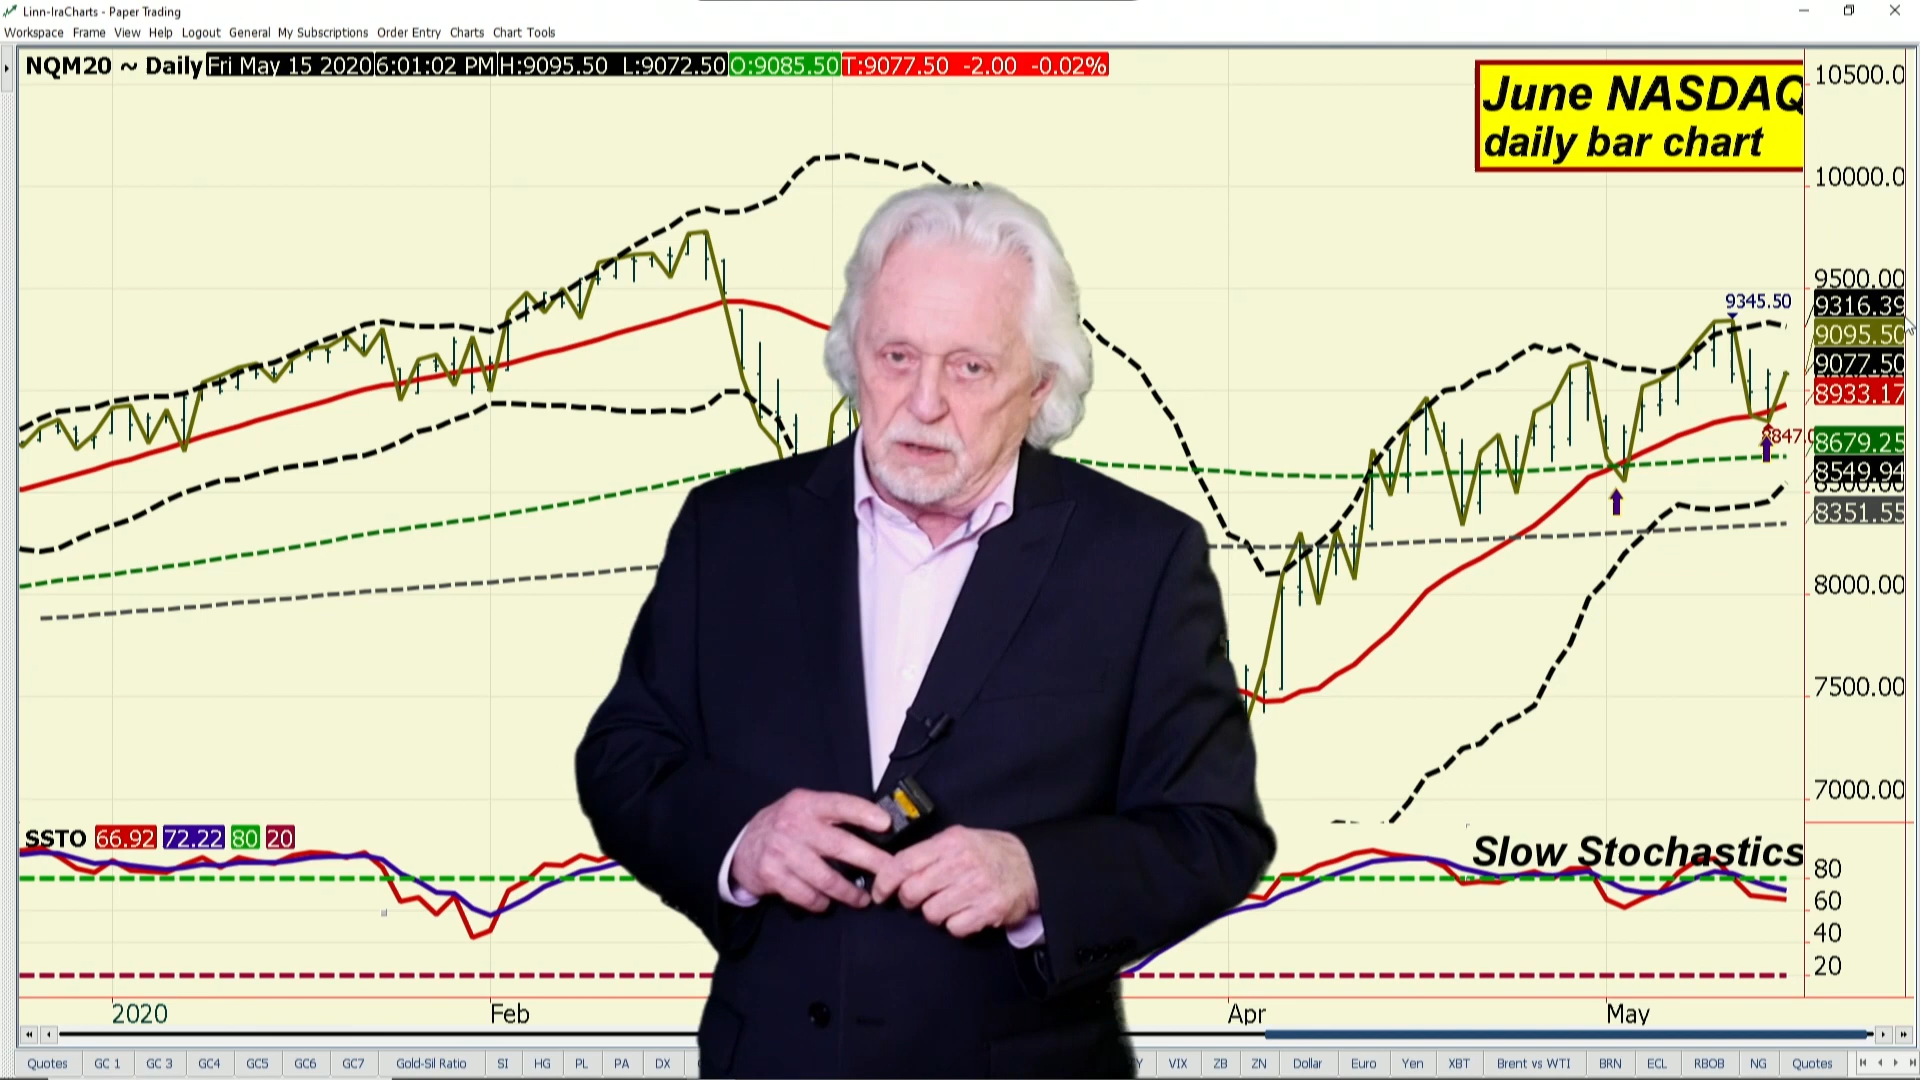 Linn-IraCharts - Paper Trading
Workspace Frame View Help Logout General My Subscriptions Order Entry Charts Chart Tools
NQM20 ~ Daily Fri May 15 2020 6:01:02 PM H:9095.50 L:9072.50 O:9085.50 T:9077.50 -2.00 -0.02%
June NASDAQ
daily bar chart
10500.0
10000.0
9500.00
9345.50
9316.39
9095.50
9077.50
8933.17
8847.0
8679.25
8549.94
8500.00
8351.55
8000.00
7500.00
7000.00
SSTO 66.92 72.22 80 20
Slow Stochastics
80
60
40
20
2020 Feb Apr May
Quotes GC 1 GC 3 GC4 GC5 GC6 GC7 Gold-Sil Ratio SI HG PL PA DX VIX ZB ZN Dollar Euro Yen XBT Brent vs WTI BRN ECL RBOB NG Quotes